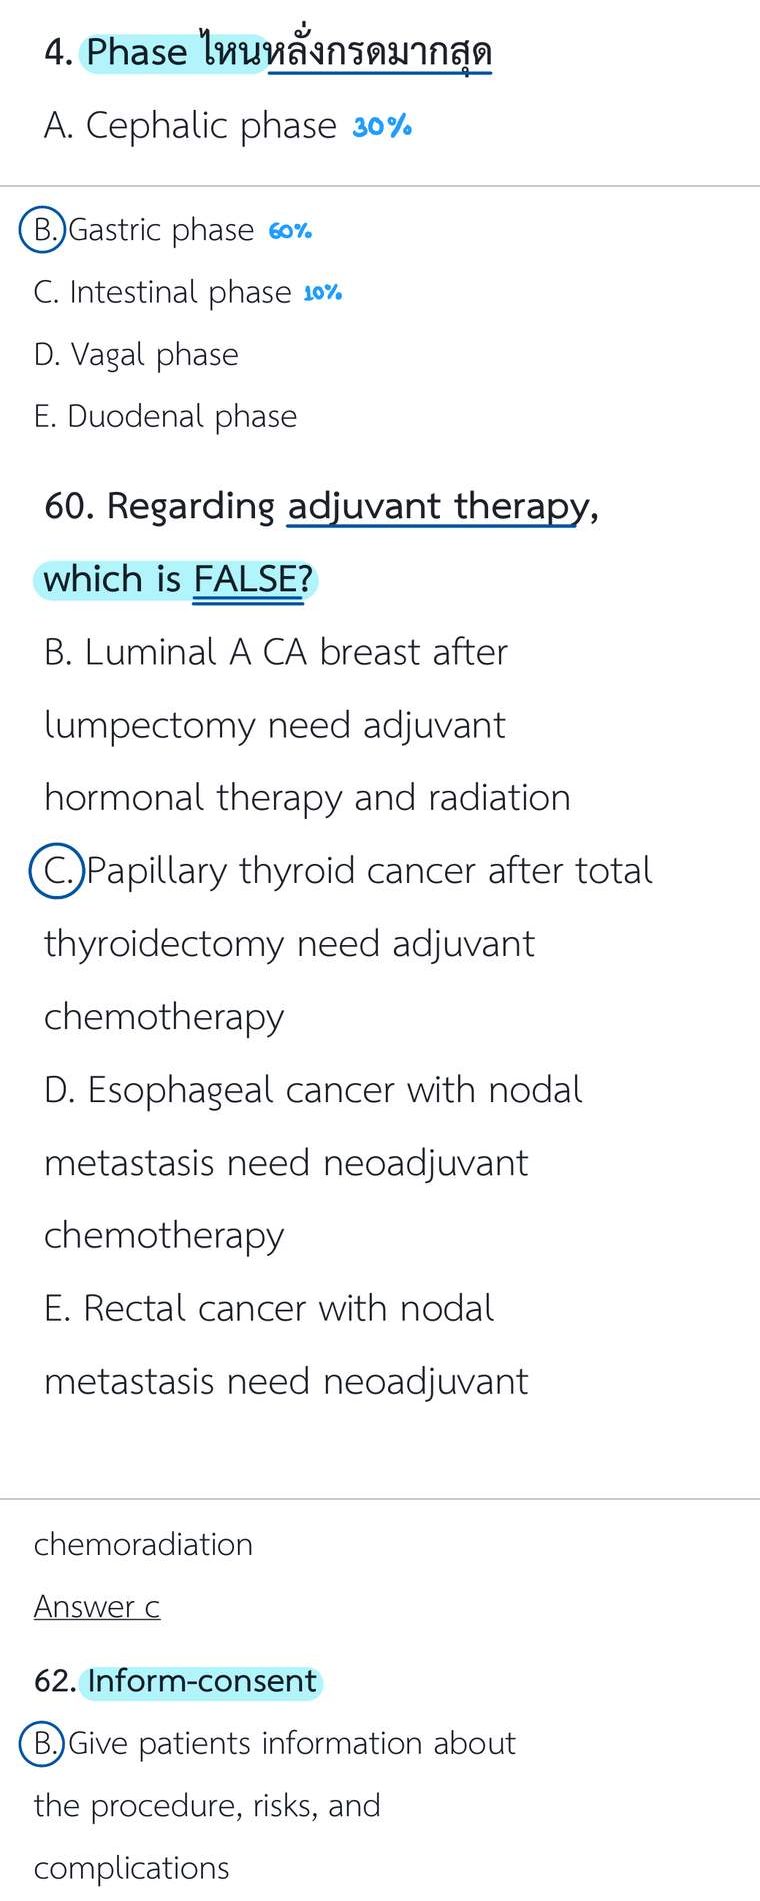 4. Phase ไหนหลั่งกรดมากสุด
A. Cephalic phase 30%
B. Gastric phase 60%
C. Intestinal phase 10%
D. Vagal phase
E. Duodenal phase
60. Regarding adjuvant therapy,
which is FALSE?
B. Luminal A CA breast after
lumpectomy need adjuvant
hormonal therapy and radiation
C. Papillary thyroid cancer after total
thyroidectomy need adjuvant
chemotherapy
D. Esophageal cancer with nodal
metastasis need neoadjuvant
chemotherapy
E. Rectal cancer with nodal
metastasis need neoadjuvant
chemoradiation
Answer c
62. Inform-consent
B. Give patients information about
the procedure, risks, and
complications